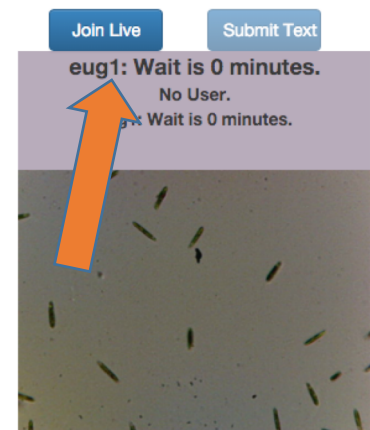 Join Live
Submit Text
eug1: Wait is 0 minutes.
No User.
Wait is 0 minutes.